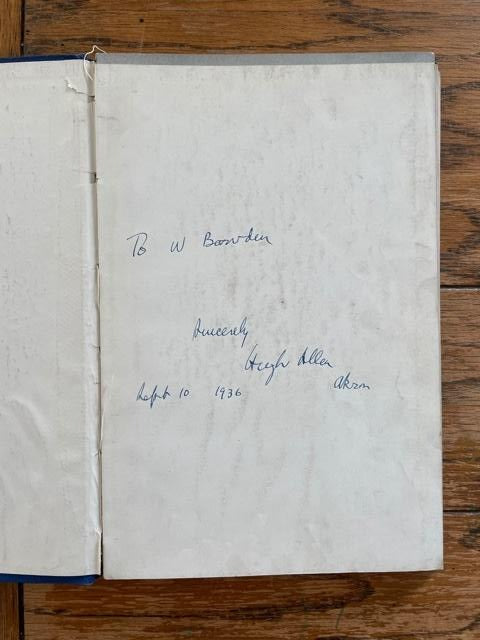 To W Bowden
Sincerely
Hugh Allen
Akron
Sept 10 1936